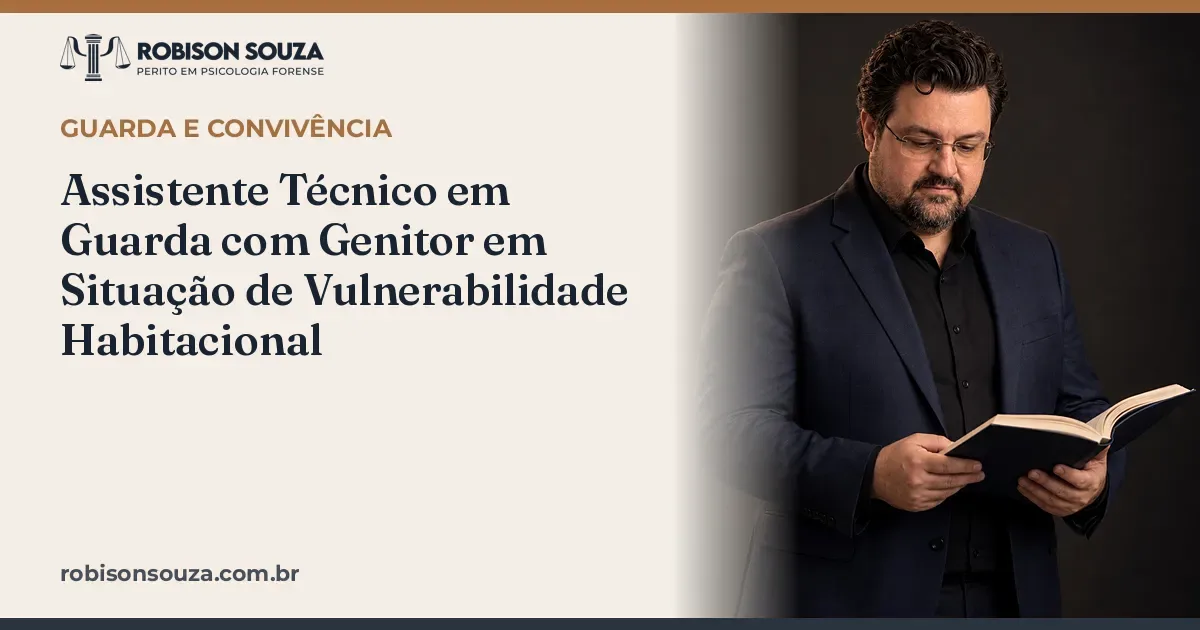 ROBISON SOUZA
PERITO EM PSICOLOGIA FORENSE
GUARDA E CONVIVÊNCIA
Assistente Técnico em
Guarda com Genitor em
Situação de Vulnerabilidade
Habitacional
robisonsouza.com.br